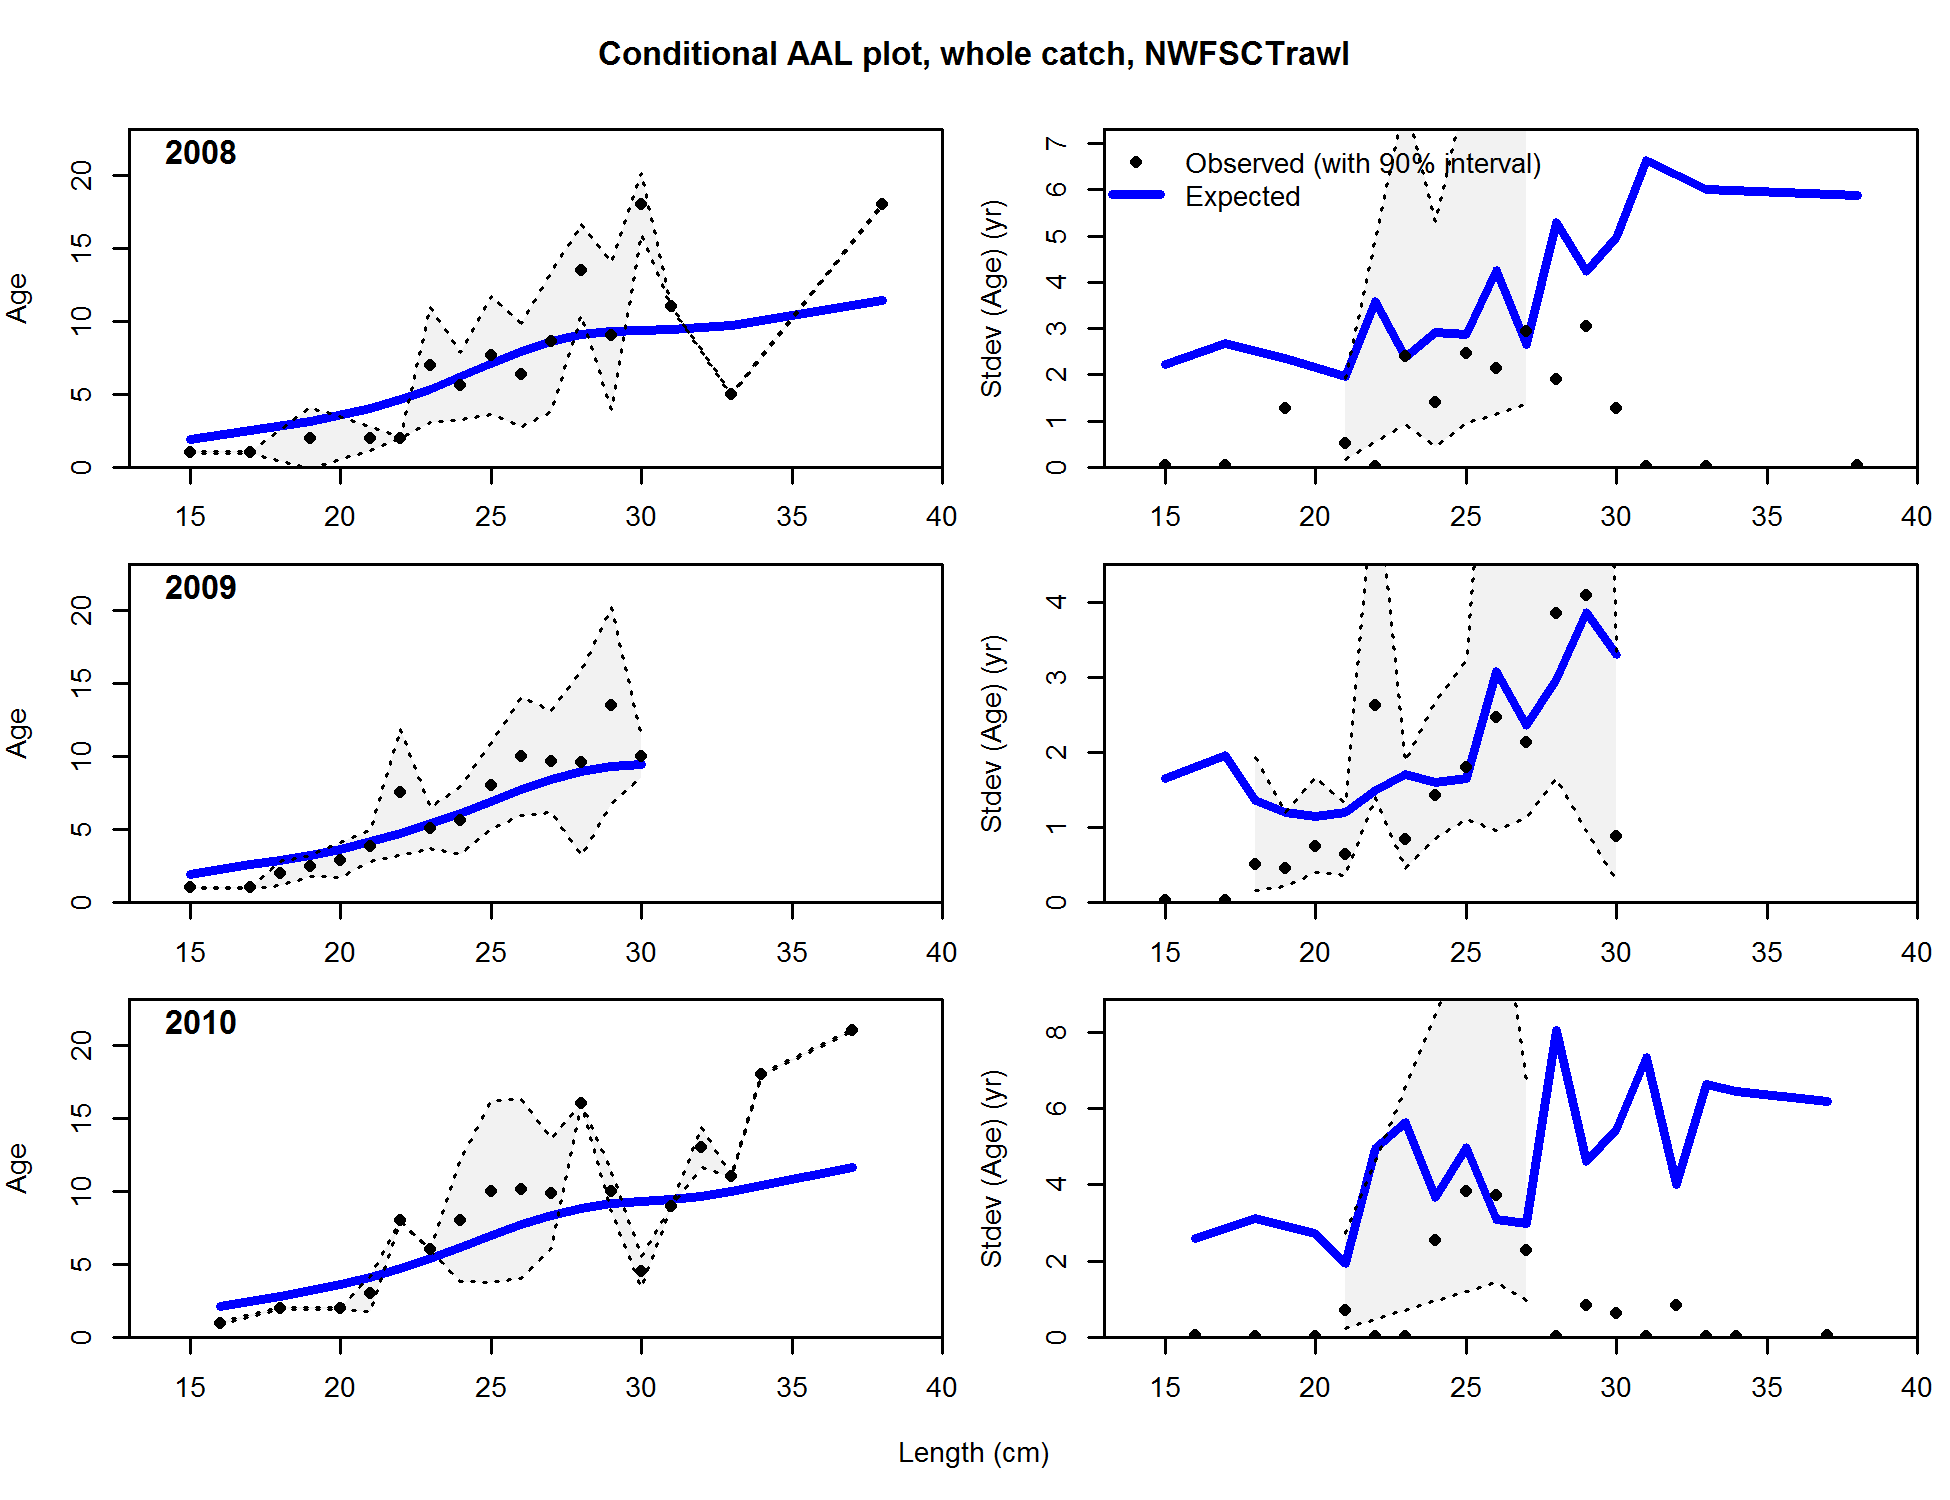 Conditional AAL plot, whole catch, NWFSCTrawl
2008
Age
0 5 10 15 20
15 20 25 30 35 40
Observed (with 90% interval)
Expected
Stdev (Age) (yr)
0 1 2 3 4 5 6 7
15 20 25 30 35 40
2009
Age
0 5 10 15 20
15 20 25 30 35 40
Stdev (Age) (yr)
0 1 2 3 4
15 20 25 30 35 40
2010
Age
0 5 10 15 20
15 20 25 30 35 40
Stdev (Age) (yr)
0 2 4 6 8
15 20 25 30 35 40
Length (cm)